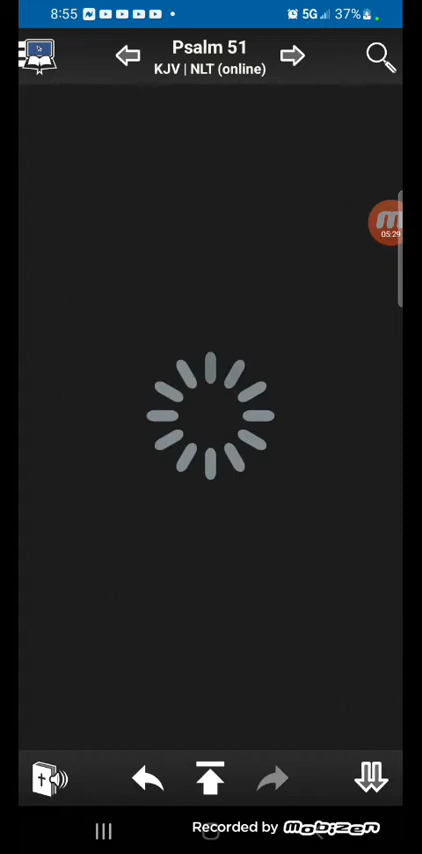 8:55
5G 37%
Psalm 51
KJV | NLT (online)
05:29
Recorded by mobizen